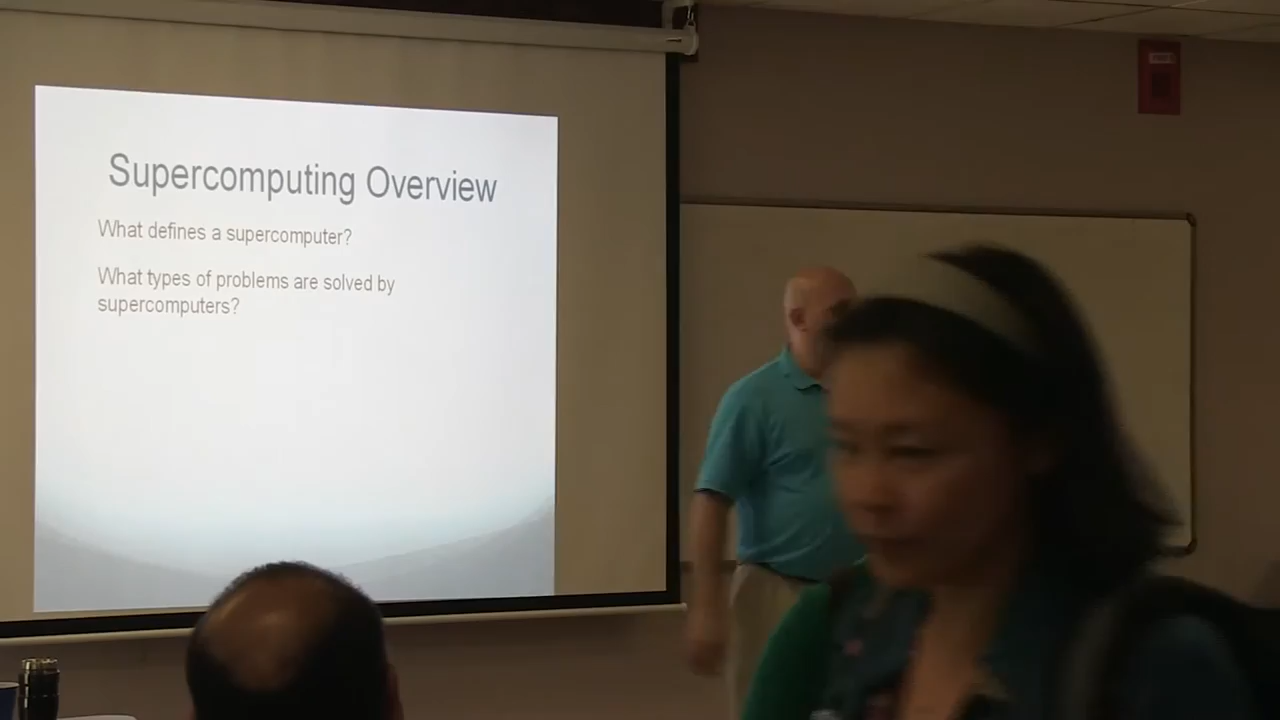 Supercomputing Overview
What defines a supercomputer?
What types of problems are solved by
supercomputers?